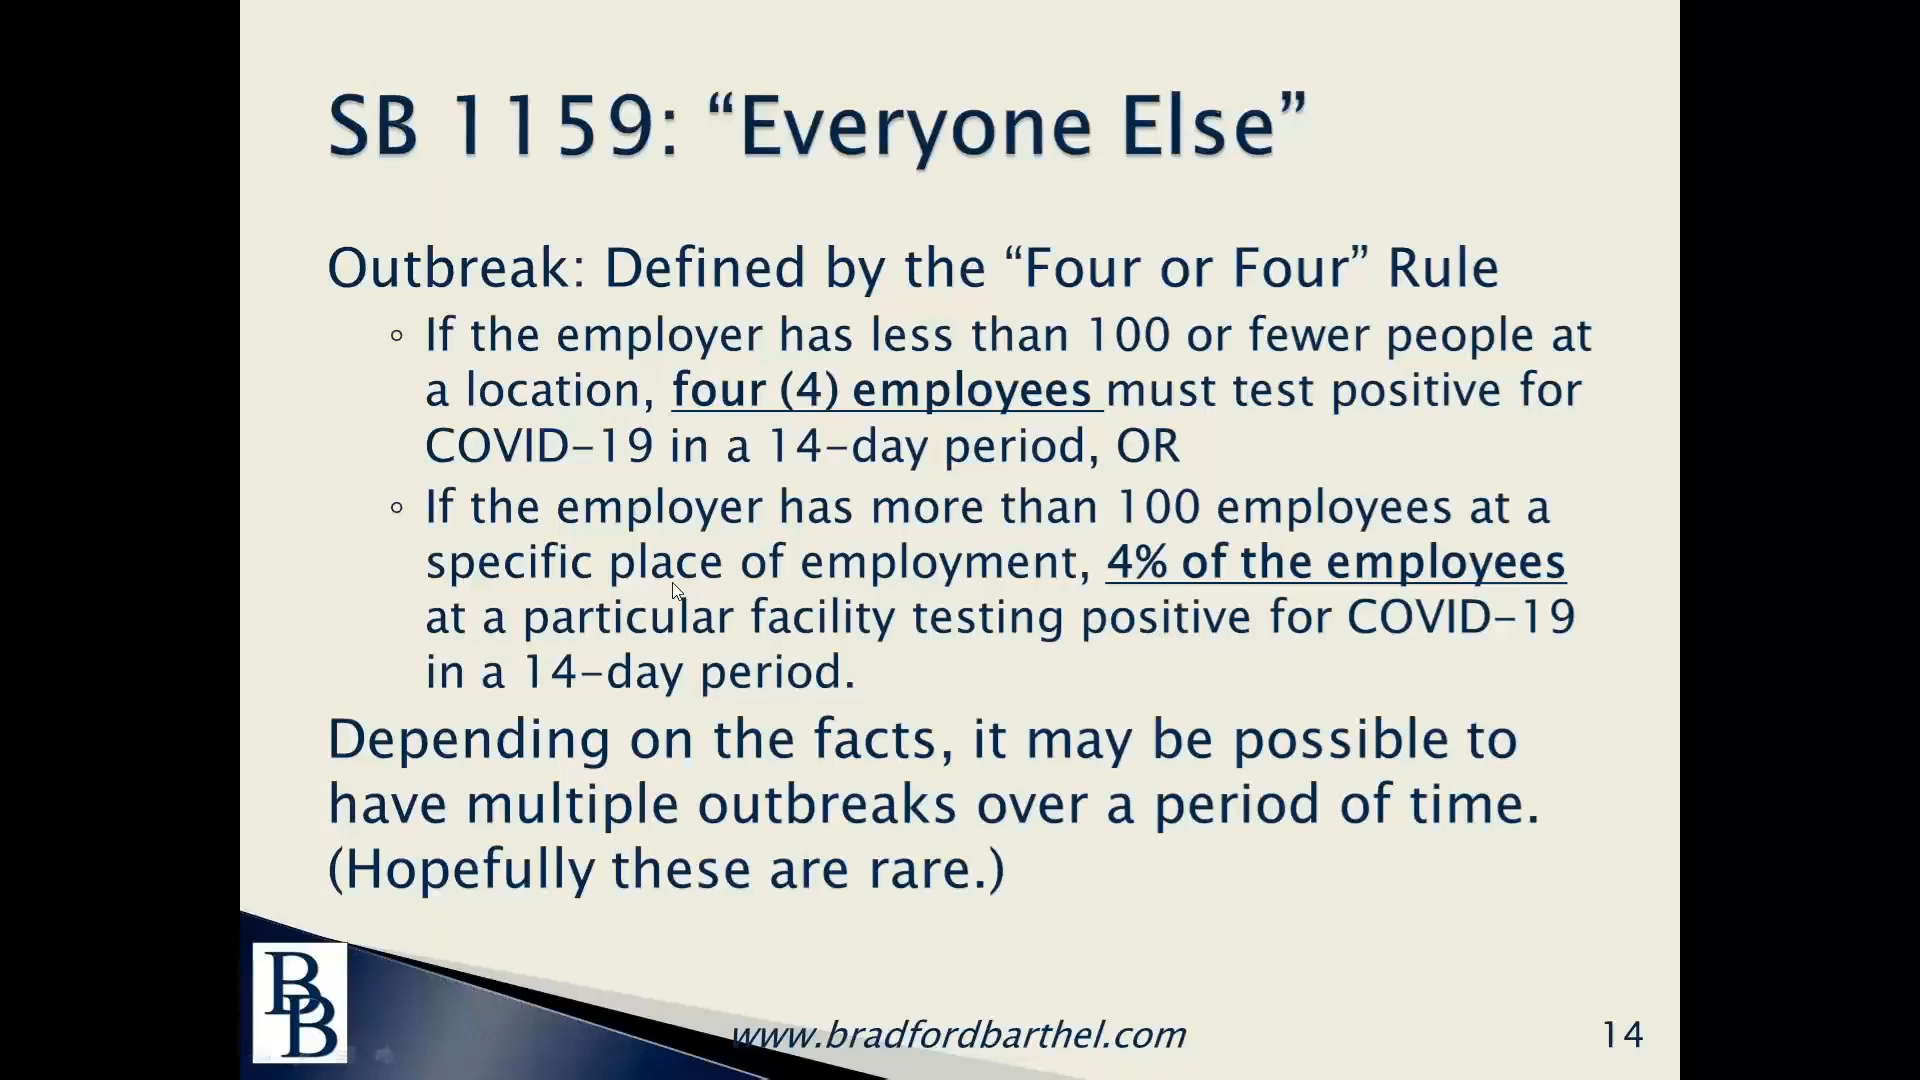 SB 1159: “Everyone Else”
Outbreak: Defined by the “Four or Four” Rule
◦ If the employer has less than 100 or fewer people at
a location, four (4) employees must test positive for
COVID-19 in a 14-day period, OR
◦ If the employer has more than 100 employees at a
specific place of employment, 4% of the employees
at a particular facility testing positive for COVID-19
in a 14-day period.
Depending on the facts, it may be possible to
have multiple outbreaks over a period of time.
(Hopefully these are rare.)
BB
www.bradfordbarthel.com
14